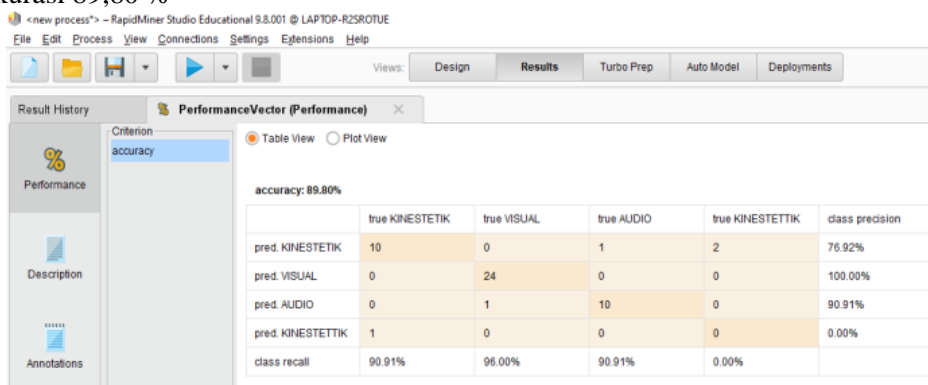 kurasi 89,80 %
<new process*> – RapidMiner Studio Educational 9.8.001 @ LAPTOP-R2SROTUE
File Edit Process View Connections Settings Extensions Help
Views: Design Results Turbo Prep Auto Model Deployments
Result History PerformanceVector (Performance)
Criterion
accuracy
Table View Plot View
Performance
accuracy: 89.80%
true KINESTETIK true VISUAL true AUDIO true KINESTETTIK class precision
pred. KINESTETIK 10 0 1 2 76.92%
pred. VISUAL 0 24 0 0 100.00%
Description
pred. AUDIO 0 1 10 0 90.91%
pred. KINESTETTIK 1 0 0 0 0.00%
class recall 90.91% 96.00% 90.91% 0.00%
Annotations